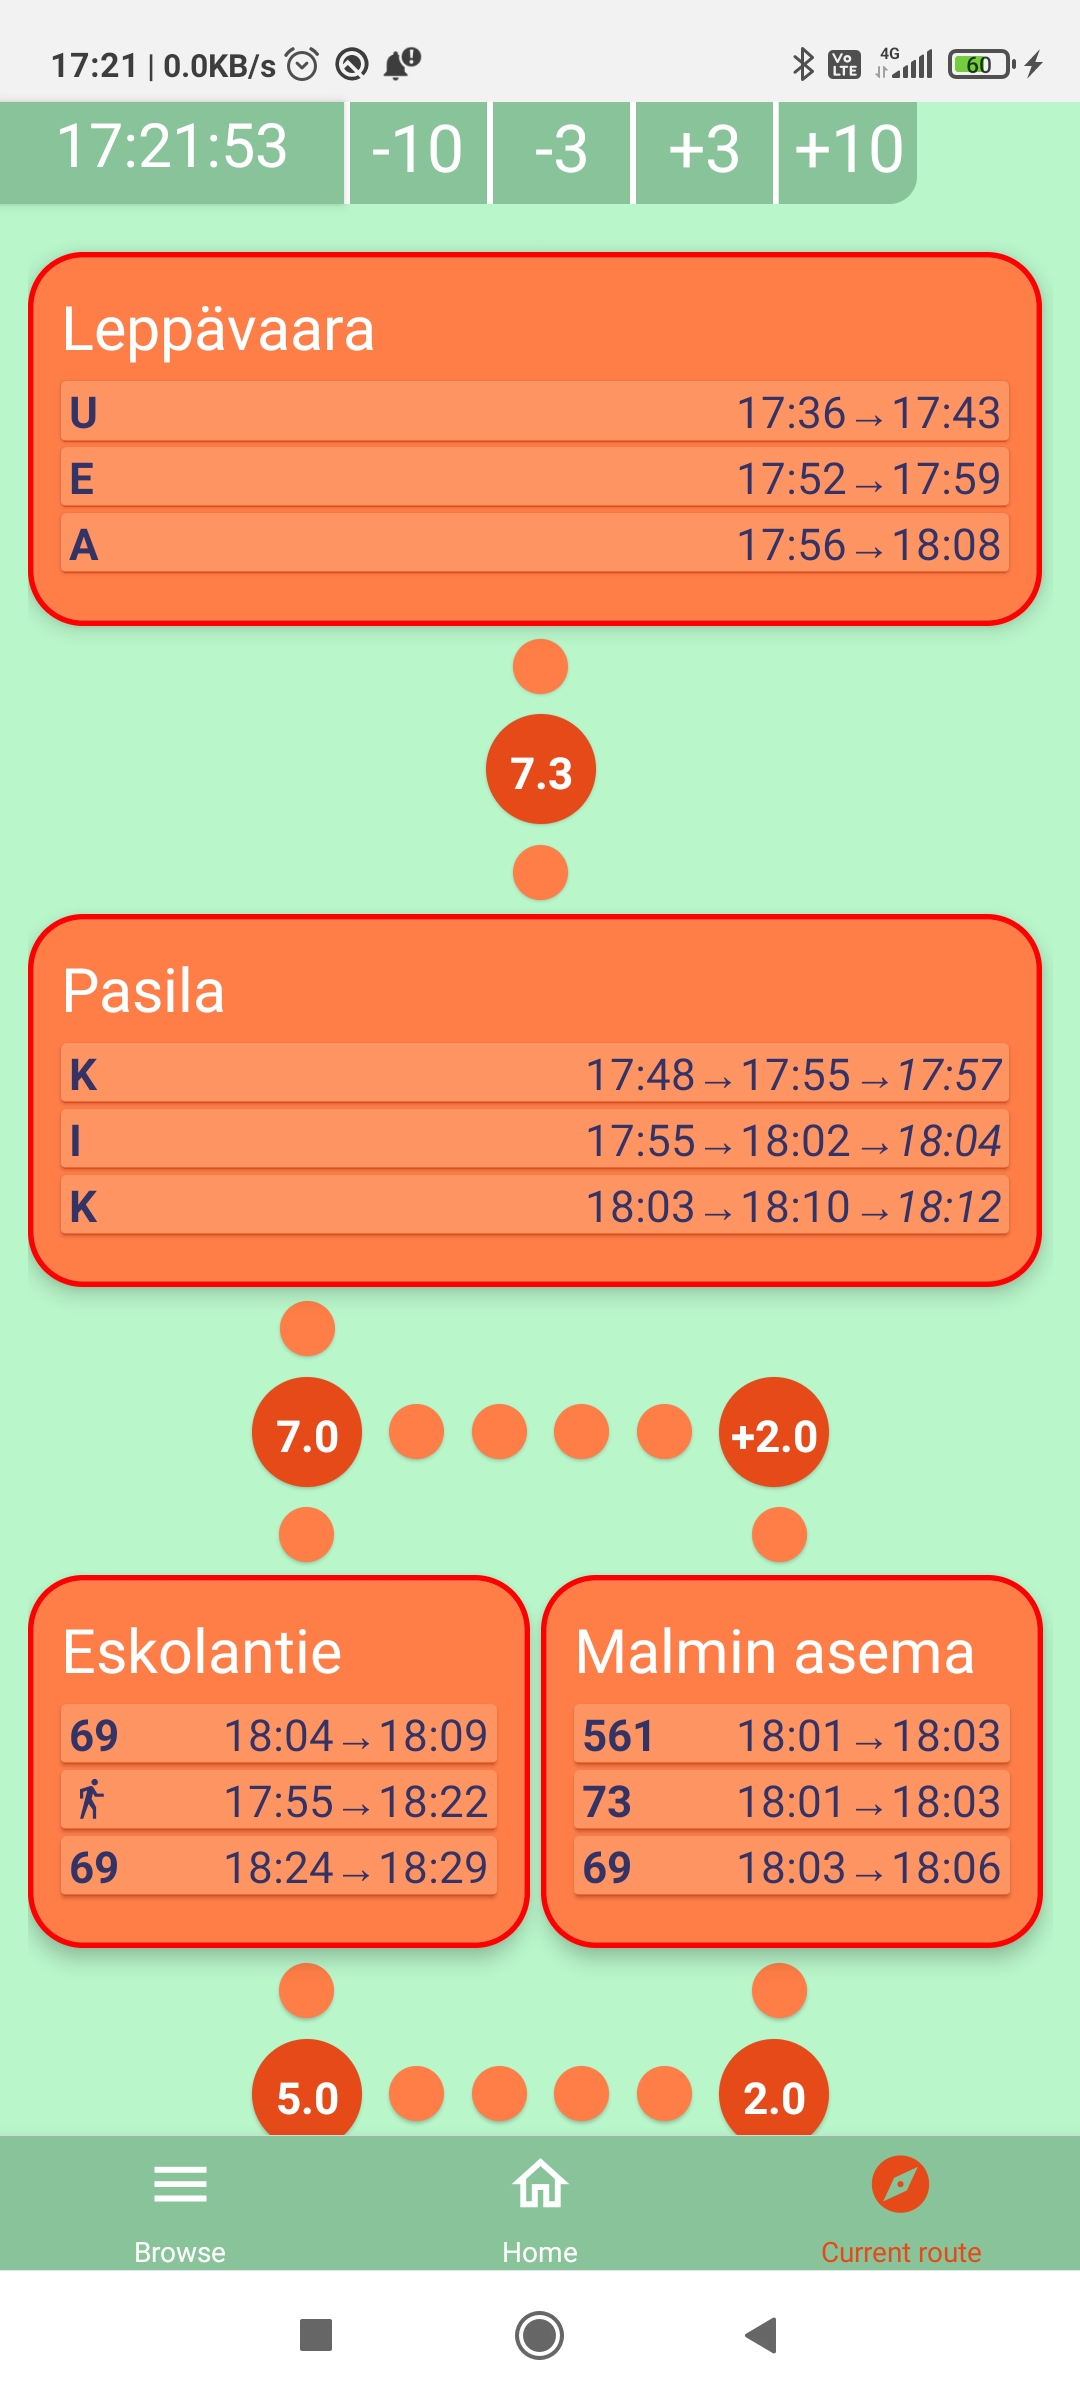 17:21 | 0.0KB/s Vo LTE 4G 60
17:21:53 -10 -3 +3 +10
Leppävaara
U 17:36→17:43
E 17:52→17:59
A 17:56→18:08
7.3
Pasila
K 17:48→17:55→17:57
I 17:55→18:02→18:04
K 18:03→18:10→18:12
7.0 +2.0
Eskolantie
69 18:04→18:09
17:55→18:22
69 18:24→18:29
Malmin asema
561 18:01→18:03
73 18:01→18:03
69 18:03→18:06
5.0 2.0
Browse Home Current route